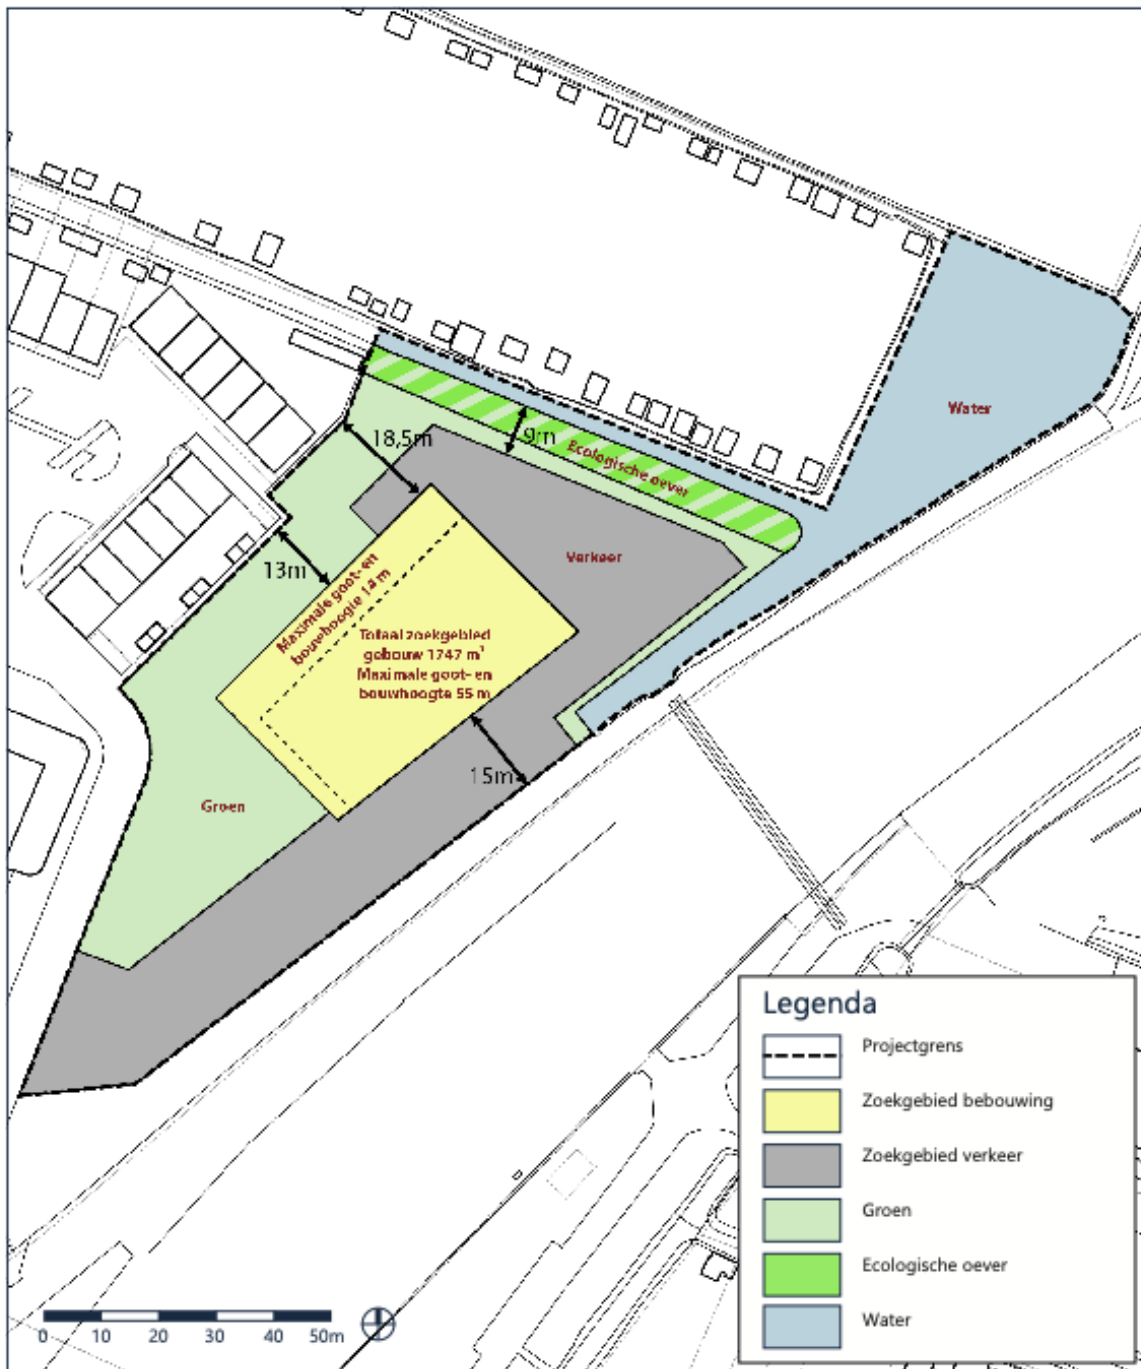 Water
18,5m
9m
Ecologische oever
Verkeer
13m
Maximale goot- en
bouwhoogte 14 m
Totaal zoekgebied
gebouw 1747 m²
Maximale goot- en
bouwhoogte 55 m
15m
Groen
Legenda
Projectgrens
Zoekgebied bebouwing
Zoekgebied verkeer
Groen
Ecologische oever
Water
0 10 20 30 40 50m